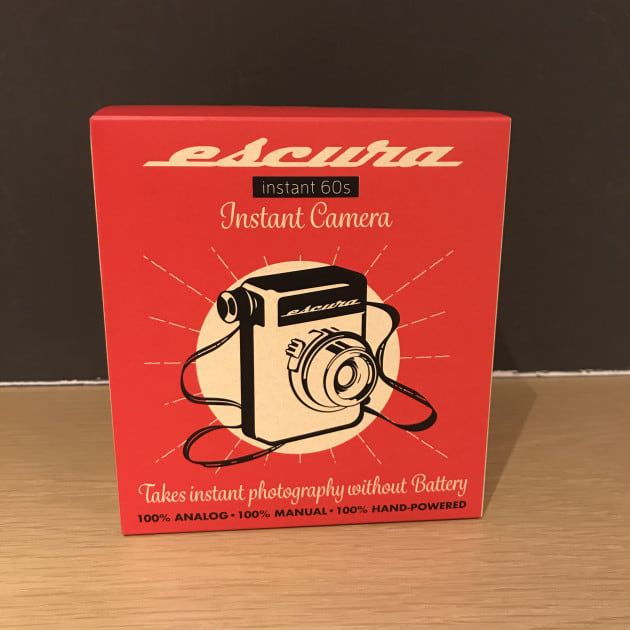 escura
instant 60s
Instant Camera
escura
Takes instant photography without Battery
100% ANALOG • 100% MANUAL • 100% HAND-POWERED